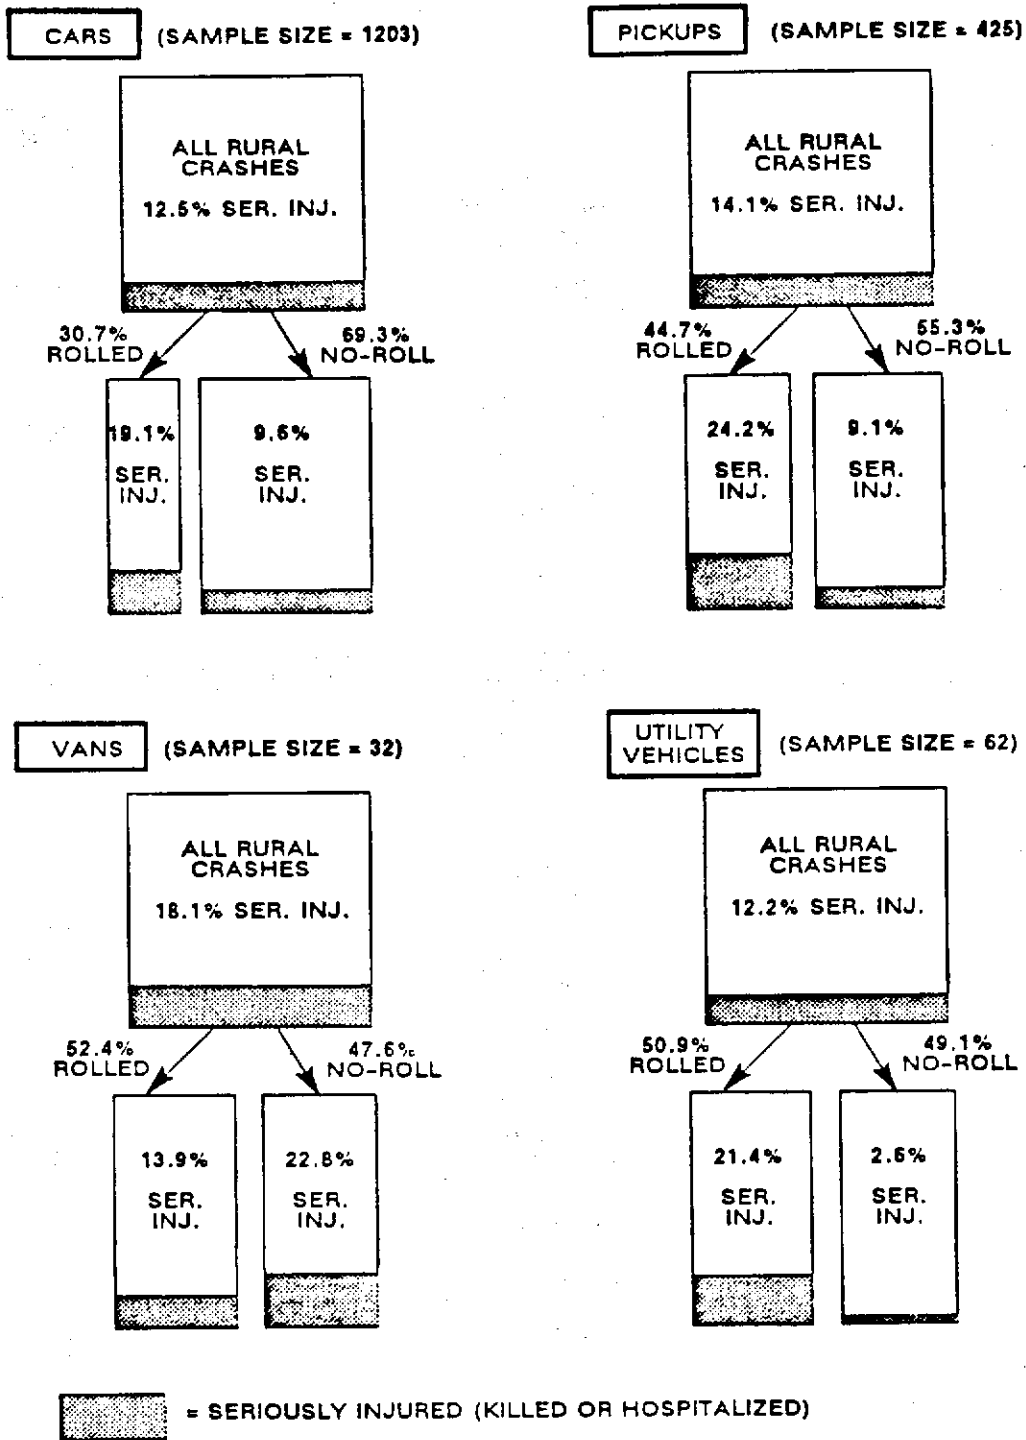 CARS (SAMPLE SIZE = 1203)
ALL RURAL
CRASHES
12.5% SER. INJ.
30.7%
ROLLED
69.3%
NO-ROLL
19.1%
SER.
INJ.
9.6%
SER.
INJ.
PICKUPS (SAMPLE SIZE = 425)
ALL RURAL
CRASHES
14.1% SER. INJ.
44.7%
ROLLED
55.3%
NO-ROLL
24.2%
SER.
INJ.
9.1%
SER.
INJ.
VANS (SAMPLE SIZE = 32)
ALL RURAL
CRASHES
18.1% SER. INJ.
52.4%
ROLLED
47.6%
NO-ROLL
13.9%
SER.
INJ.
22.8%
SER.
INJ.
UTILITY
VEHICLES
(SAMPLE SIZE = 62)
ALL RURAL
CRASHES
12.2% SER. INJ.
50.9%
ROLLED
49.1%
NO-ROLL
21.4%
SER.
INJ.
2.6%
SER.
INJ.
= SERIOUSLY INJURED (KILLED OR HOSPITALIZED)